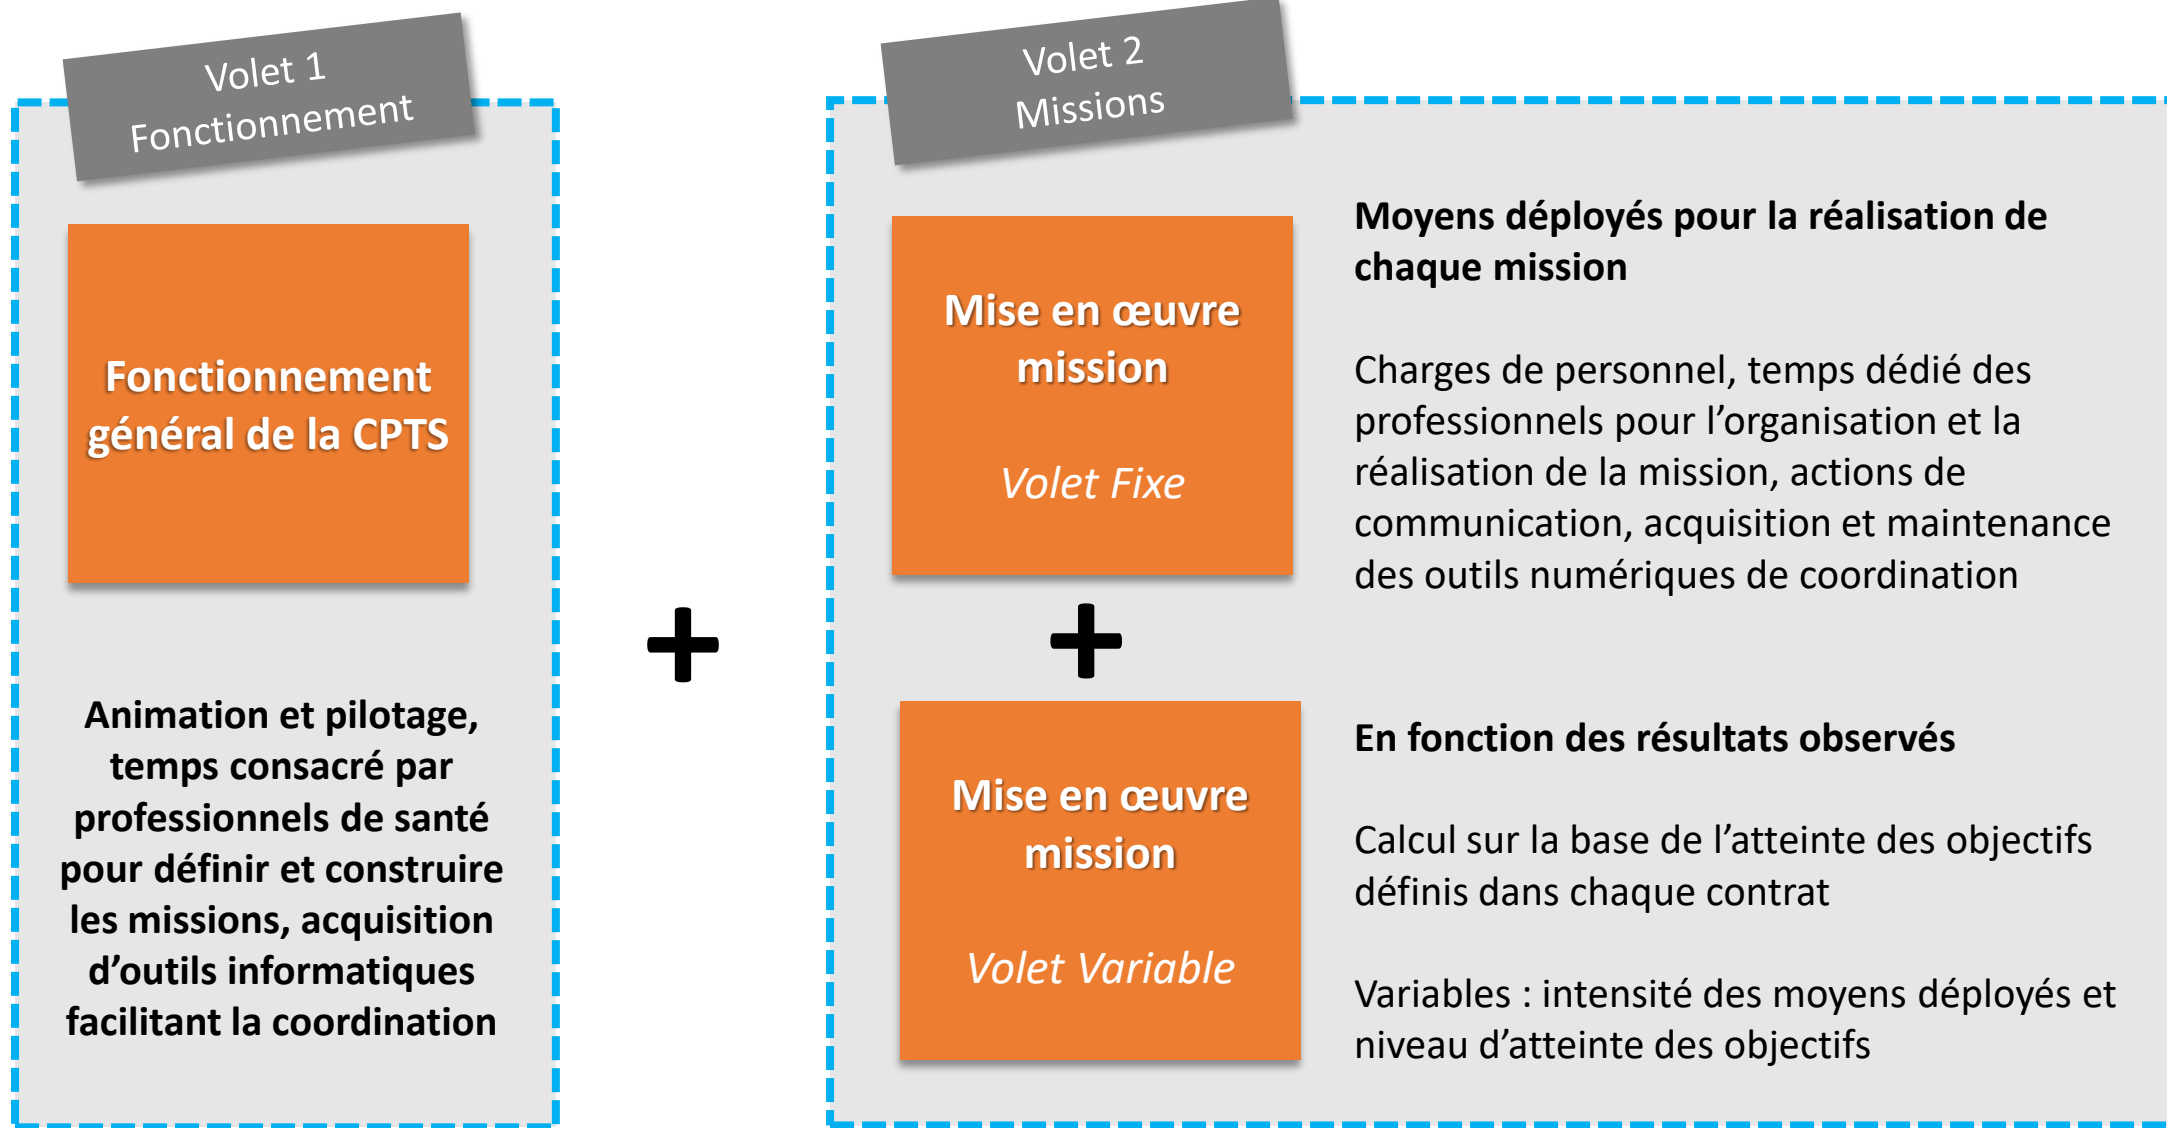 Volet 1
Fonctionnement
Fonctionnement
général de la CPTS
Animation et pilotage,
temps consacré par
professionnels de santé
pour définir et construire
les missions, acquisition
d’outils informatiques
facilitant la coordination
+
Volet 2
Missions
Mise en œuvre
mission
Volet Fixe
Moyens déployés pour la réalisation de
chaque mission
Charges de personnel, temps dédié des
professionnels pour l’organisation et la
réalisation de la mission, actions de
communication, acquisition et maintenance
des outils numériques de coordination
+
Mise en œuvre
mission
Volet Variable
En fonction des résultats observés
Calcul sur la base de l’atteinte des objectifs
définis dans chaque contrat
Variables : intensité des moyens déployés et
niveau d’atteinte des objectifs